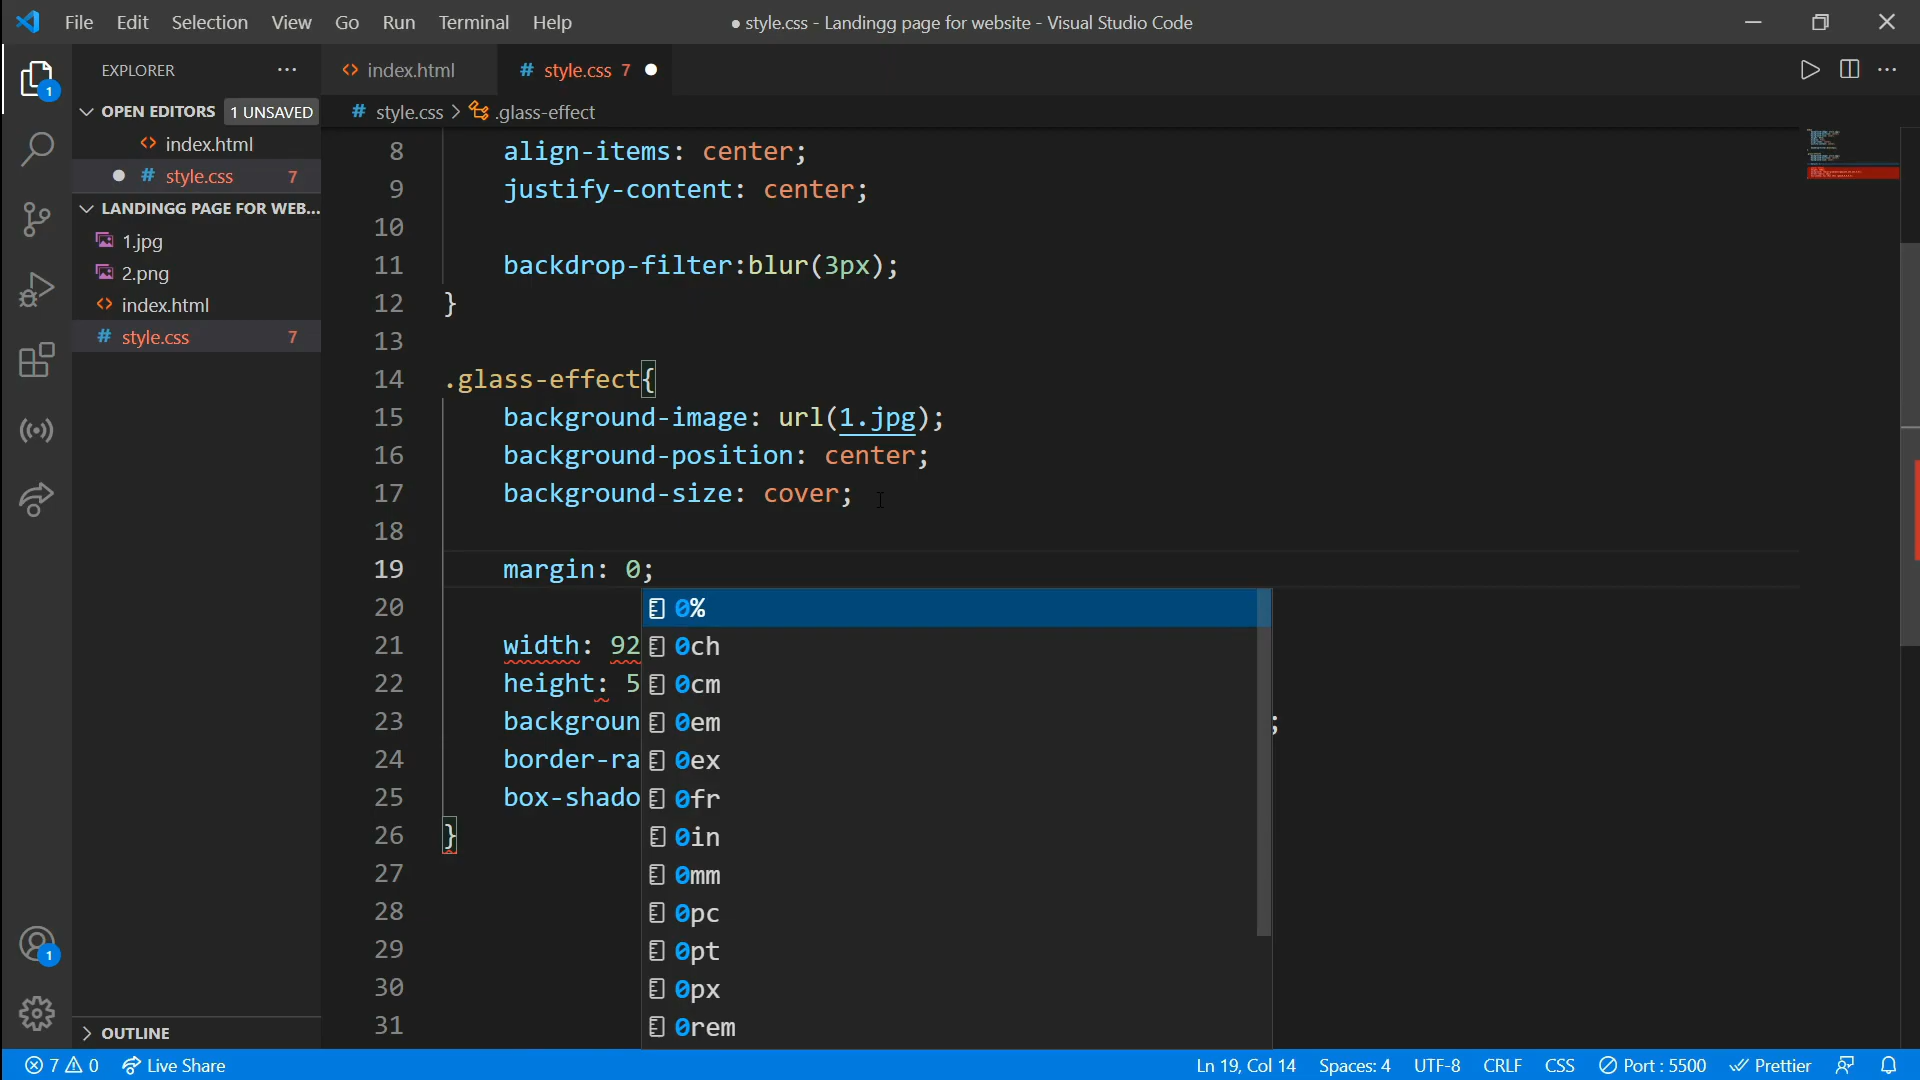 File Edit Selection View Go Run Terminal Help
● style.css - Landingg page for website - Visual Studio Code
EXPLORER
OPEN EDITORS 1 UNSAVED
index.html
# style.css 7
LANDINGG PAGE FOR WEB...
1.jpg
2.png
index.html
# style.css 7
OUTLINE
index.html
# style.css 7
# style.css > .glass-effect
8 align-items: center;
9 justify-content: center;
10
11 backdrop-filter:blur(3px);
12 }
13
14 .glass-effect{
15 background-image: url(1.jpg);
16 background-position: center;
17 background-size: cover;
18
19 margin: 0;
20
21 width: 92
22 height: 5
23 backgroun ;
24 border-ra
25 box-shado
26 }
27
28
29
30
31
0%
0ch
0cm
0em
0ex
0fr
0in
0mm
0pc
0pt
0px
0rem
1
1
7 0 Live Share
Ln 19, Col 14 Spaces: 4 UTF-8 CRLF CSS Port : 5500 Prettier